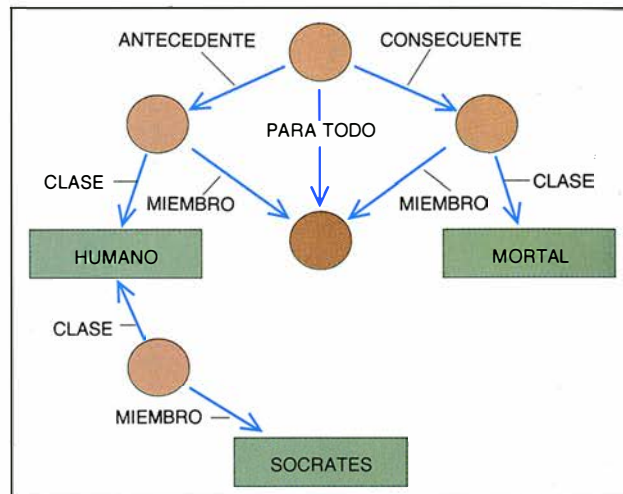 ANTECEDENTE
CONSECUENTE
PARA TODO
CLASE
MIEMBRO
MIEMBRO
CLASE
HUMANO
MORTAL
CLASE
MIEMBRO
SOCRATES